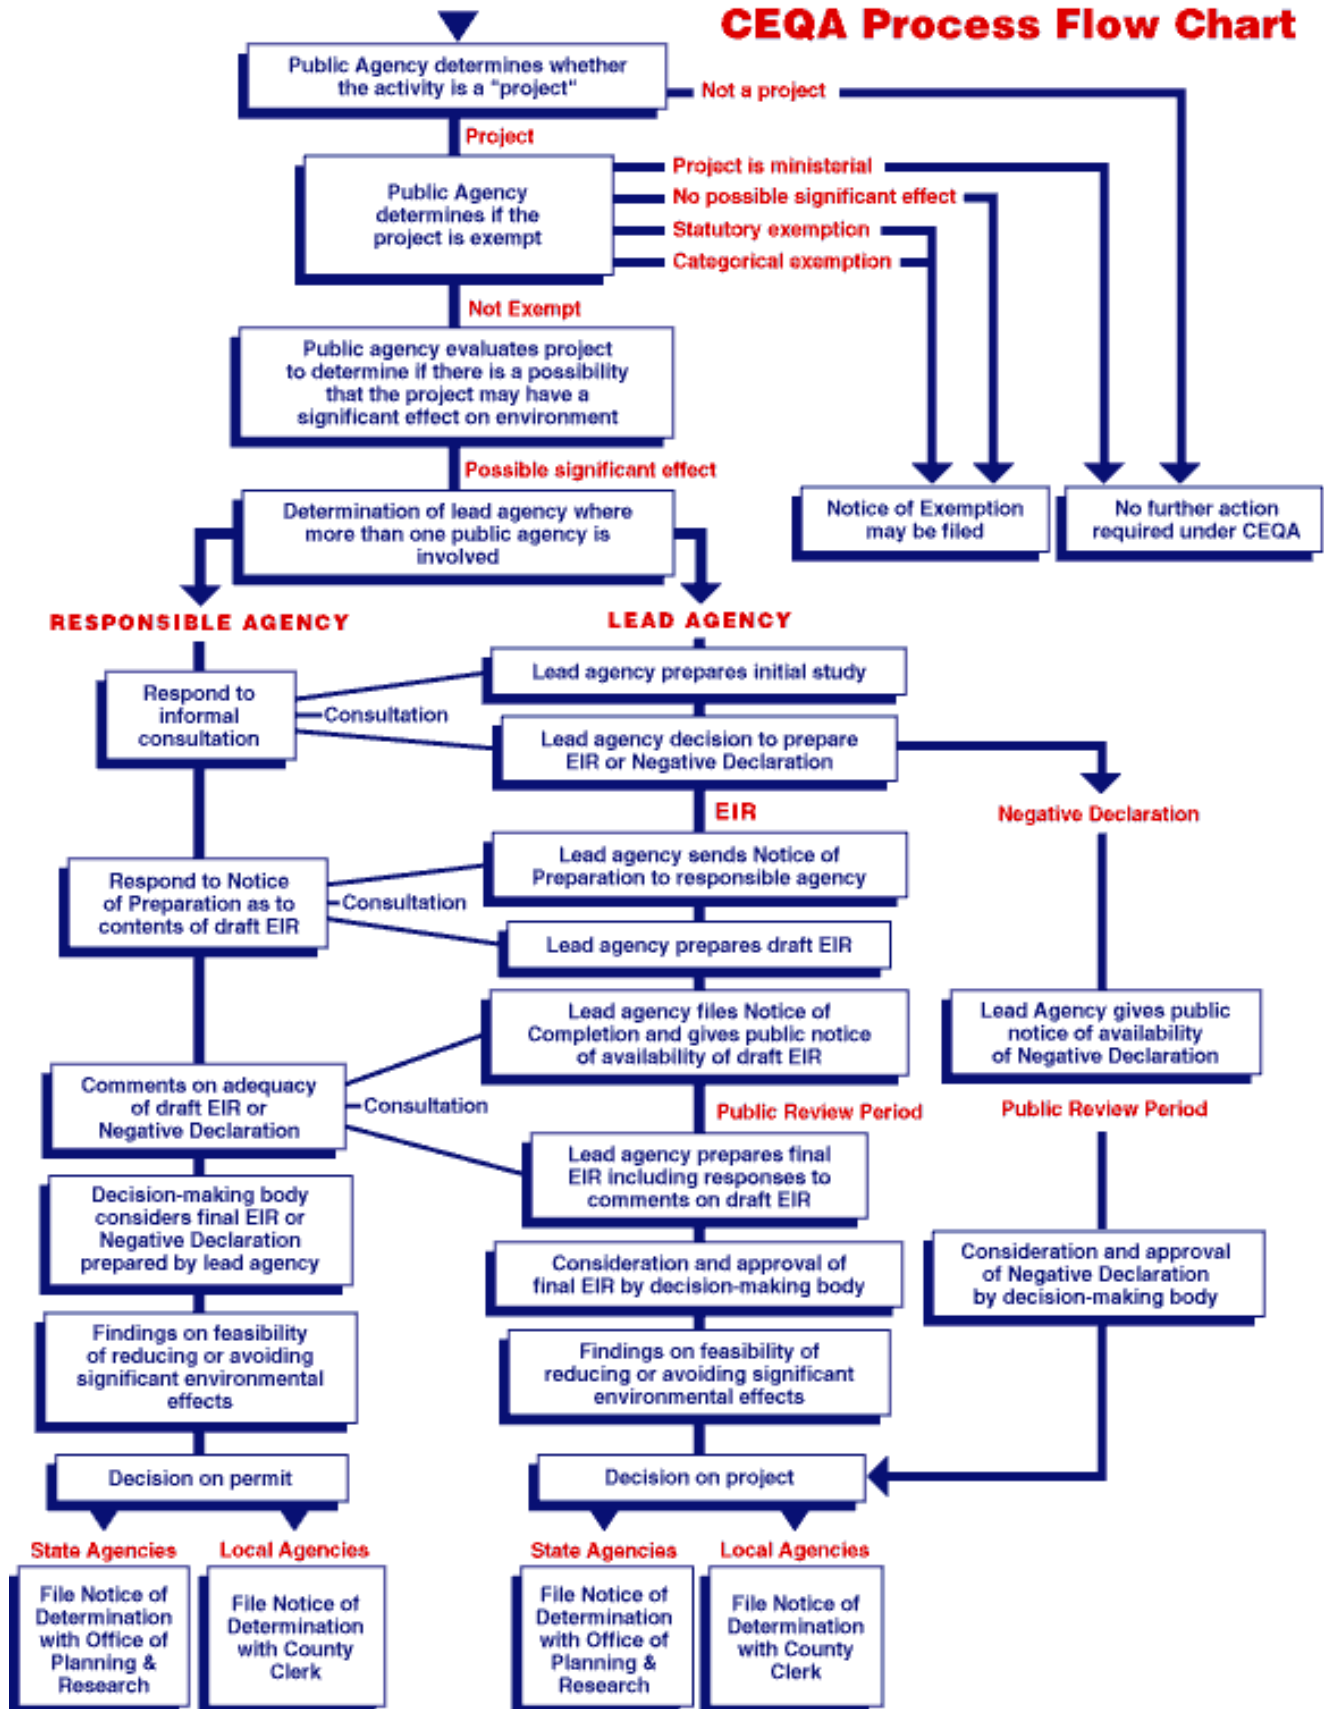 CEQA Process Flow Chart
Public Agency determines whether
the activity is a "project"
Not a project
Project
Public Agency
determines if the
project is exempt
Project is ministerial
No possible significant effect
Statutory exemption
Categorical exemption
Not Exempt
Public agency evaluates project
to determine if there is a possibility
that the project may have a
significant effect on environment
Possible significant effect
Determination of lead agency where
more than one public agency is
involved
Notice of Exemption
may be filed
No further action
required under CEQA
RESPONSIBLE AGENCY
LEAD AGENCY
Respond to
informal
consultation
Consultation
Lead agency prepares initial study
Lead agency decision to prepare
EIR or Negative Declaration
EIR
Negative Declaration
Respond to Notice
of Preparation as to
contents of draft EIR
Consultation
Lead agency sends Notice of
Preparation to responsible agency
Lead agency prepares draft EIR
Lead agency files Notice of
Completion and gives public notice
of availability of draft EIR
Lead Agency gives public
notice of availability
of Negative Declaration
Comments on adequacy
of draft EIR or
Negative Declaration
Consultation
Public Review Period
Public Review Period
Lead agency prepares final
EIR including responses to
comments on draft EIR
Decision-making body
considers final EIR or
Negative Declaration
prepared by lead agency
Consideration and approval of
final EIR by decision-making body
Consideration and approval
of Negative Declaration
by decision-making body
Findings on feasibility
of reducing or avoiding
significant environmental
effects
Findings on feasibility of
reducing or avoiding significant
environmental effects
Decision on permit
Decision on project
State Agencies
Local Agencies
State Agencies
Local Agencies
File Notice of
Determination
with Office of
Planning &
Research
File Notice of
Determination
with County
Clerk
File Notice of
Determination
with Office of
Planning &
Research
File Notice of
Determination
with County
Clerk